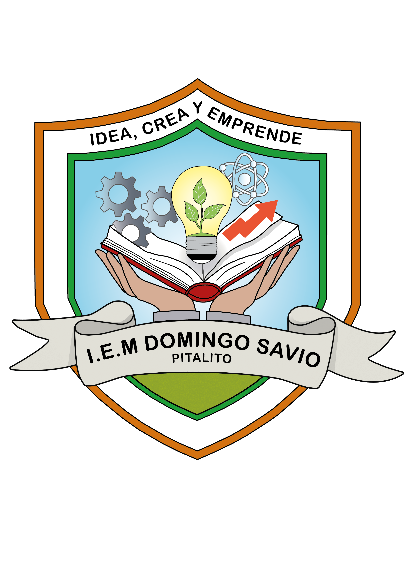 IDEA, CREA Y EMPRENDE
I.E.M DOMINGO SAVIO
PITALITO